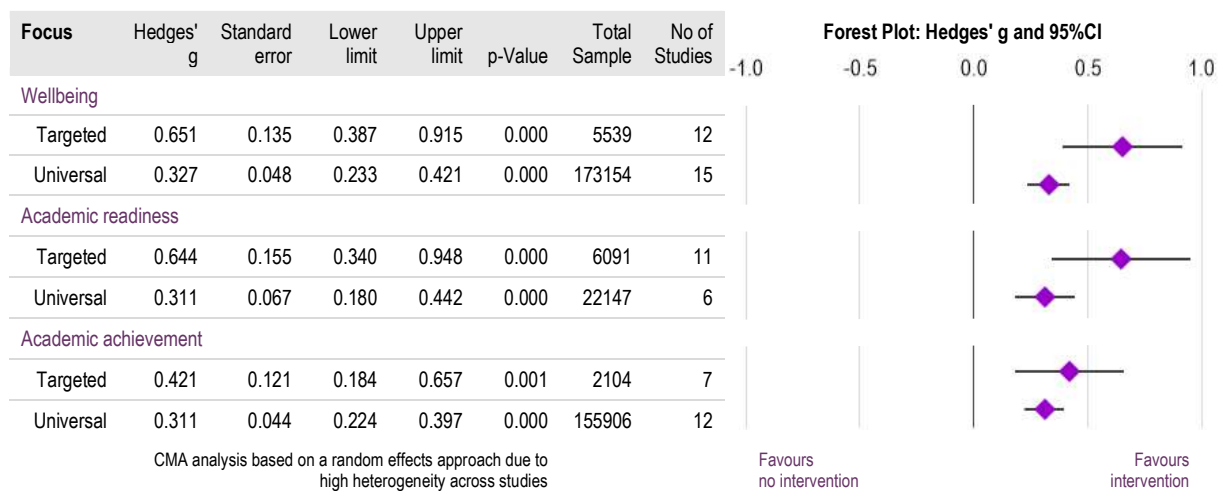 Focus Hedges' g Standard error Lower limit Upper limit p-Value Total Sample No of Studies
Forest Plot: Hedges' g and 95%CI
-1.0 -0.5 0.0 0.5 1.0
Wellbeing
Targeted 0.651 0.135 0.387 0.915 0.000 5539 12
Universal 0.327 0.048 0.233 0.421 0.000 173154 15
Academic readiness
Targeted 0.644 0.155 0.340 0.948 0.000 6091 11
Universal 0.311 0.067 0.180 0.442 0.000 22147 6
Academic achievement
Targeted 0.421 0.121 0.184 0.657 0.001 2104 7
Universal 0.311 0.044 0.224 0.397 0.000 155906 12
CMA analysis based on a random effects approach due to
high heterogeneity across studies
Favours
no intervention
Favours
intervention